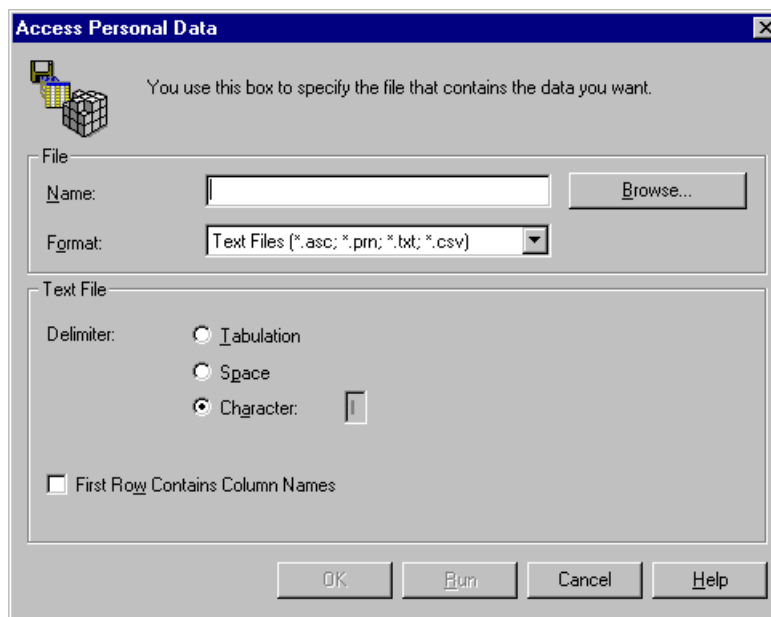 Access Personal Data
You use this box to specify the file that contains the data you want.
File
Name:
Browse...
Format:
Text Files (*.asc; *.prn; *.txt; *.csv)
Text File
Delimiter:
Tabulation
Space
Character:
First Row Contains Column Names
OK
Run
Cancel
Help